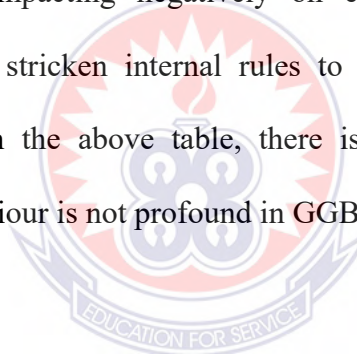 impacting negatively on
stricken internal rules to
the above table, there is
iour is not profound in GGB
EDUCATION FOR SERVICE